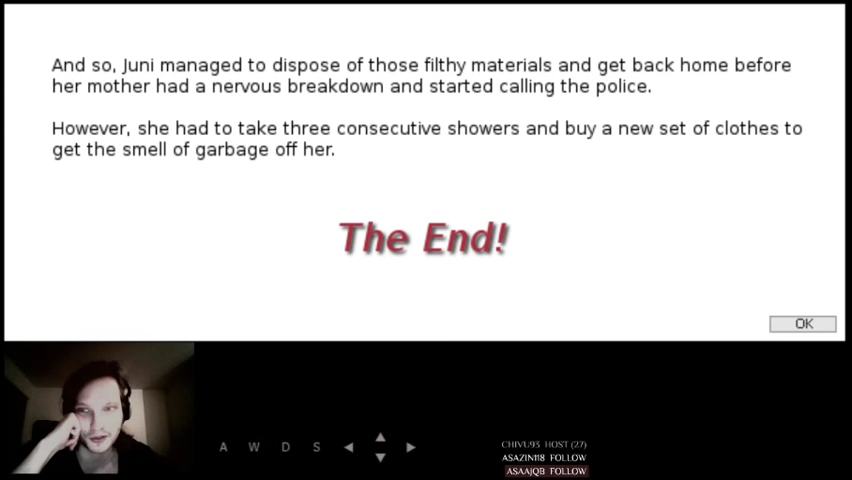 And so, Juni managed to dispose of those filthy materials and get back home before
her mother had a nervous breakdown and started calling the police.
However, she had to take three consecutive showers and buy a new set of clothes to
get the smell of garbage off her.
The End!
OK
A W D S
CHIVU93 HOST (27)
ASAZIN118 FOLLOW
ASAAJQB FOLLOW